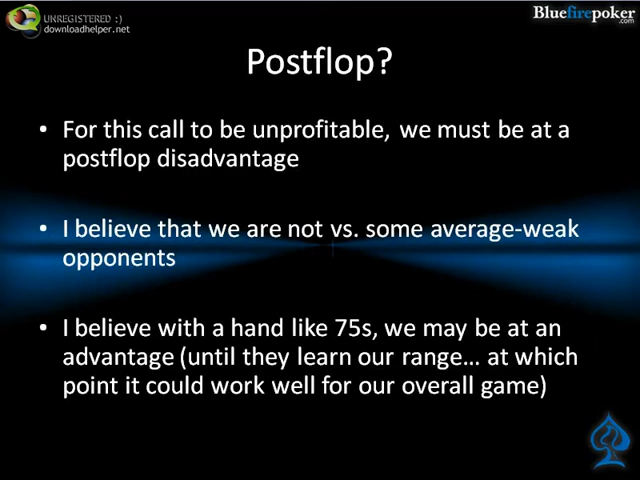 UNREGISTERED :)
downloadhelper.net
Bluefirepoker
.com
Postflop?
• For this call to be unprofitable, we must be at a
postflop disadvantage
• I believe that we are not vs. some average-weak
opponents
• I believe with a hand like 75s, we may be at an
advantage (until they learn our range… at which
point it could work well for our overall game)